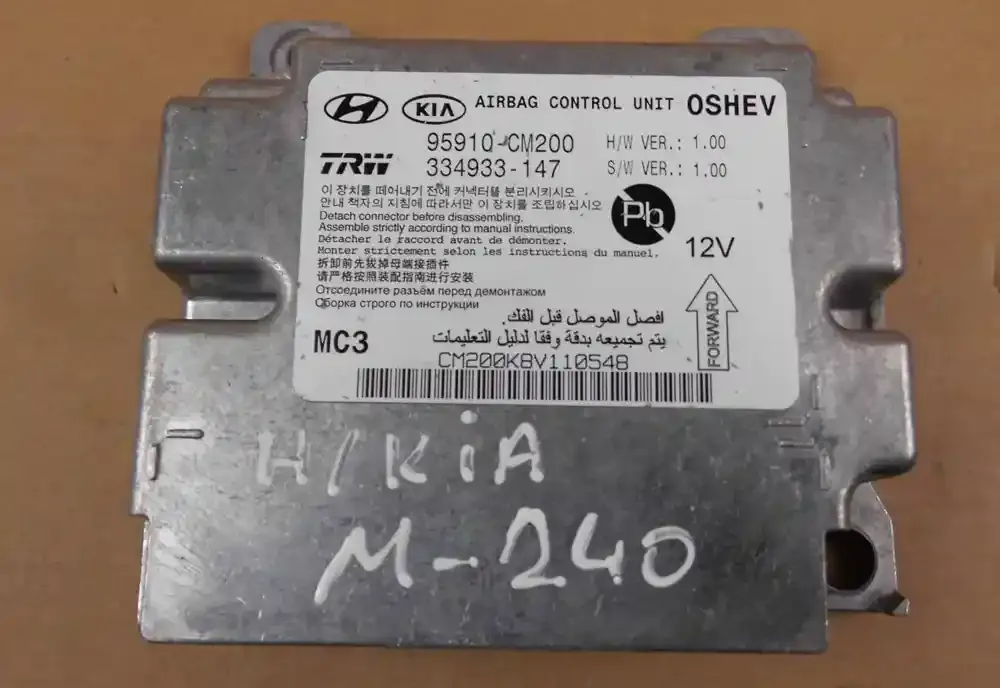 HYUNDAI KIA AIRBAG CONTROL UNIT OSHEV
95910-CM200 H/W VER.: 1.00
TRW 334933-147 S/W VER.: 1.00
이 장치를 떼어내기 전에 커넥터를 분리시키시오
안내 책자의 지침에 따라서만 이 장치를 조립하십시오
Pb
Detach connector before disassembling.
Assemble strictly according to manual instructions.
Détacher le raccord avant de démonter.
Monter strictement selon les instructions du manuel.
12V
拆卸前先拔掉母端接插件
请严格按照装配指南进行安装
Отсоедините разъём перед демонтажом
Сборка строго по инструкции
FORWARD
افصل الموصل قبل الفك.
MC3 يتم تجميعه بدقة وفقا لدليل التعليمات
CM200K8V110548
H/KiA
M-240